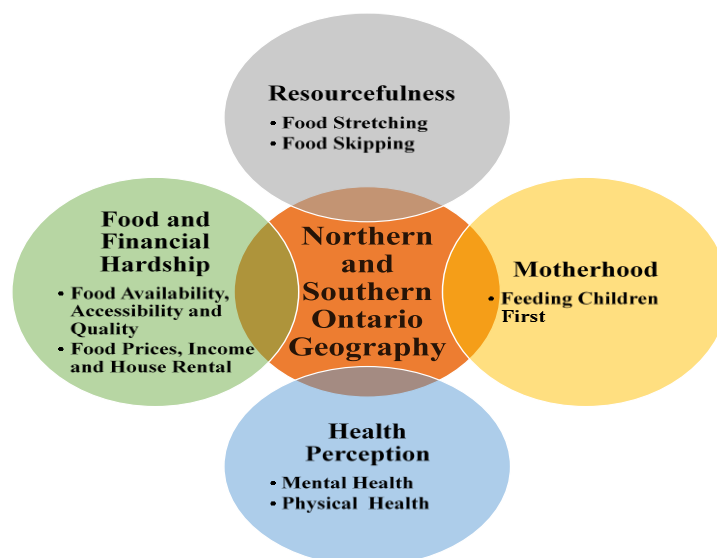 Resourcefulness
• Food Stretching
• Food Skipping
Food and
Financial
Hardship
• Food Availability,
Accessibility and
Quality
• Food Prices, Income
and House Rental
Northern
and
Southern
Ontario
Geography
Motherhood
• Feeding Children
First
Health
Perception
• Mental Health
• Physical Health